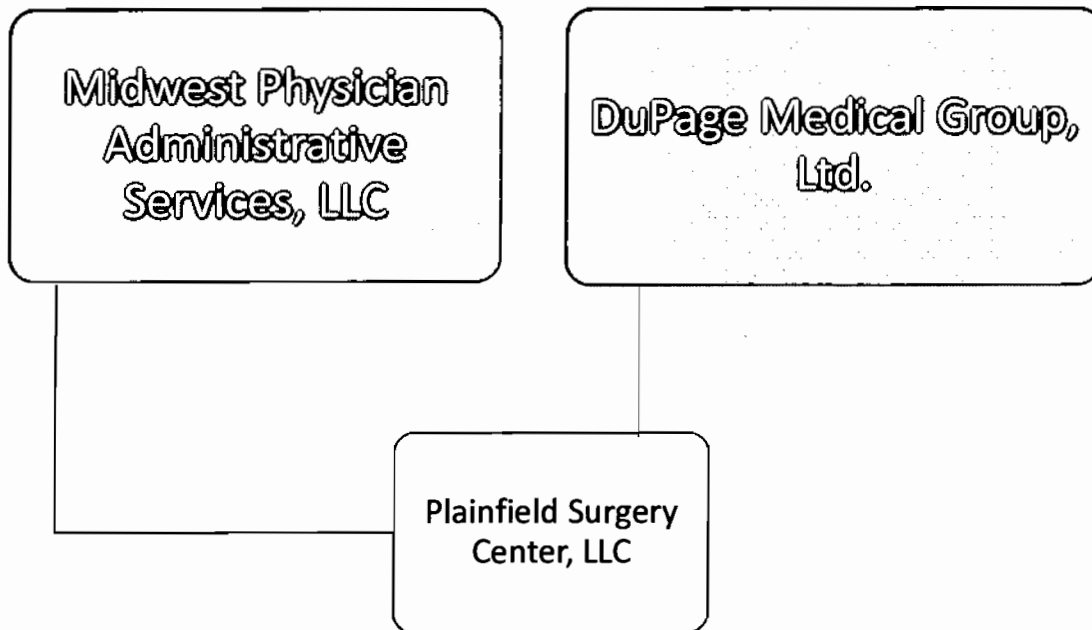 Midwest Physician
Administrative
Services, LLC
DuPage Medical Group,
Ltd.
Plainfield Surgery
Center, LLC